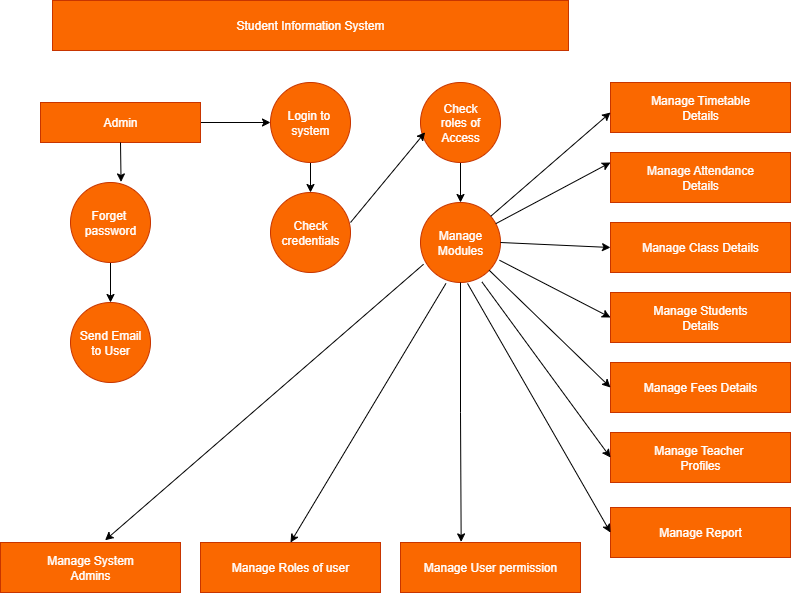 Student Information System
Admin
Login to
system
Check
roles of
Access
Manage Timetable
Details
Manage Attendance
Details
Forget
password
Check
credentials
Manage
Modules
Manage Class Details
Manage Students
Details
Send Email
to User
Manage Fees Details
Manage Teacher
Profiles
Manage Report
Manage System
Admins
Manage Roles of user
Manage User permission